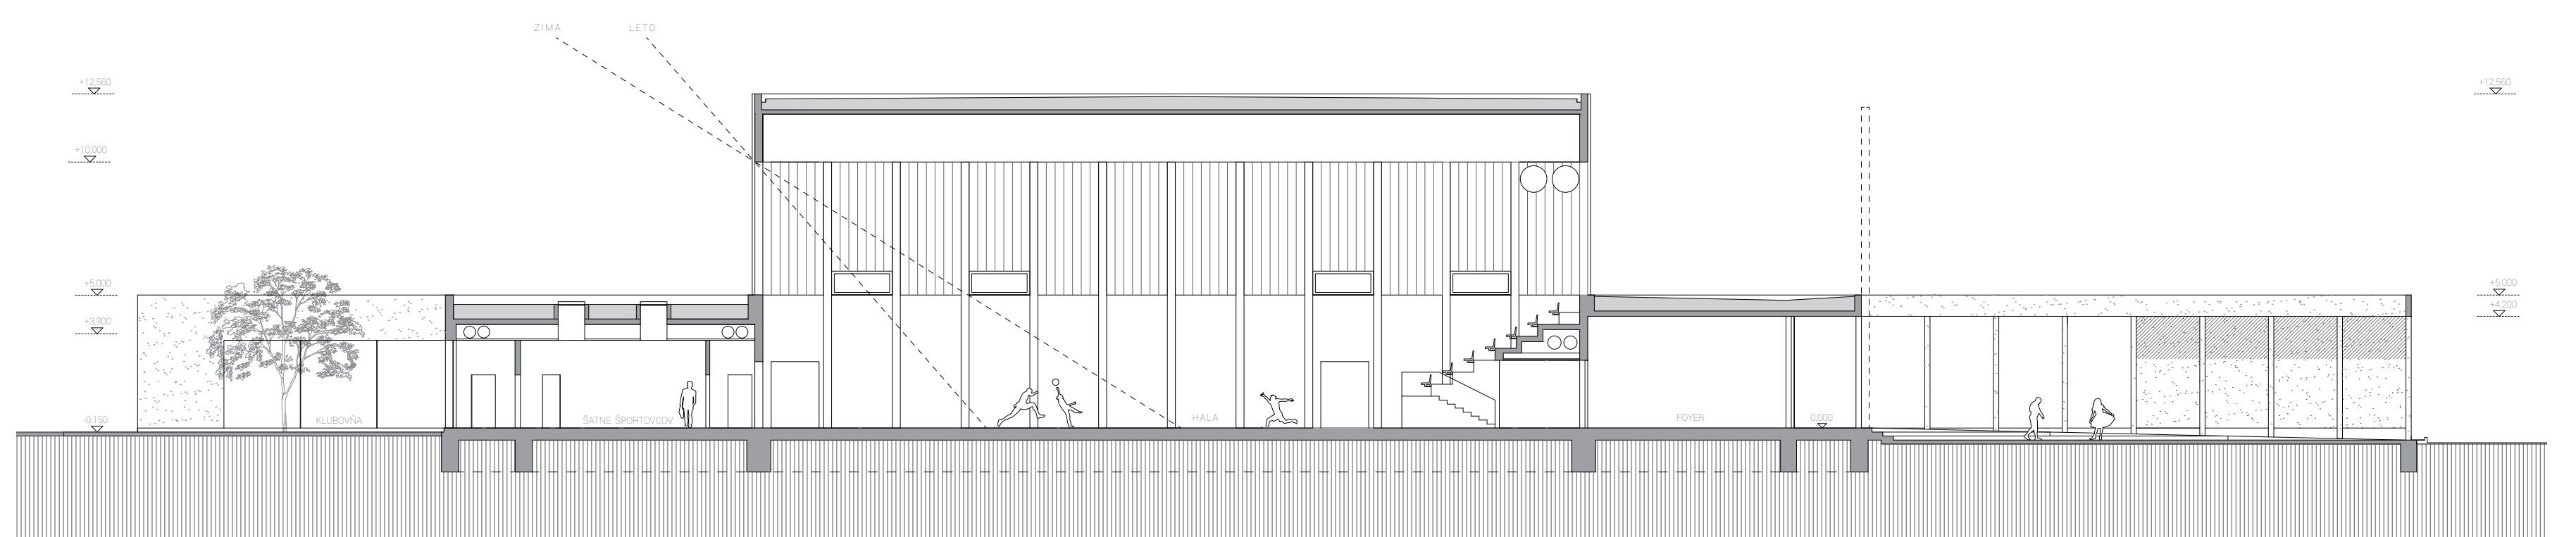 ZIMA
LETO
+12,560
+12,560
+10,000
+5,000
+5,000
+4,200
+3,300
-0,150
KLUBOVŇA
ŠATNE ŠPORTOVCOV
HALA
FOYER
0,000